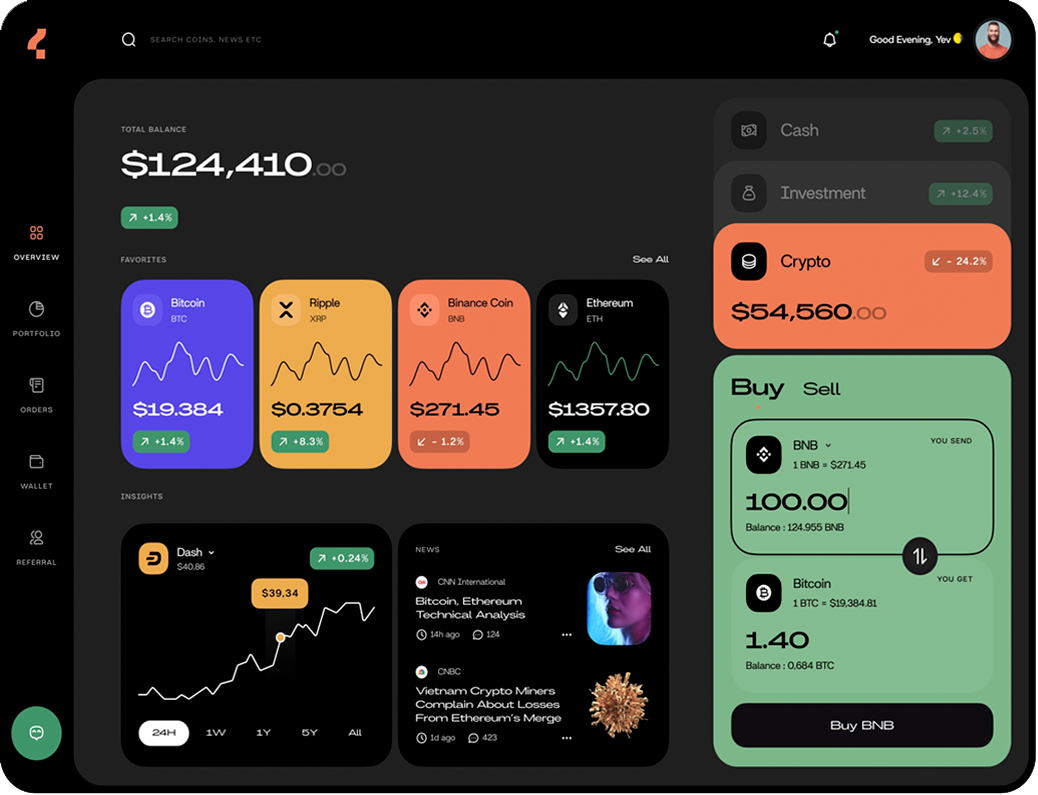 SEARCH COINS, NEWS ETC
Good Evening, Yev
TOTAL BALANCE
$124,410.00
+1.4%
OVERVIEW
PORTFOLIO
ORDERS
WALLET
REFERRAL
FAVORITES
See All
Bitcoin
BTC
$19.384
+1.4%
Ripple
XRP
$0.3754
+8.3%
Binance Coin
BNB
$271.45
- 1.2%
Ethereum
ETH
$1357.80
+1.4%
INSIGHTS
Dash
$40.86
+0.24%
$39,34
24H 1W 1Y 5Y All
NEWS
See All
CNN International
Bitcoin, Ethereum
Technical Analysis
14h ago 124
CNBC
Vietnam Crypto Miners
Complain About Losses
From Ethereum's Merge
1d ago 423
Cash
+2.5%
Investment
+12.4%
Crypto
- 24.2%
$54,560.00
Buy Sell
BNB
YOU SEND
1 BNB = $271.45
100.00
Balance : 124.955 BNB
YOU GET
Bitcoin
1 BTC = $19,384.81
1.40
Balance : 0,684 BTC
Buy BNB